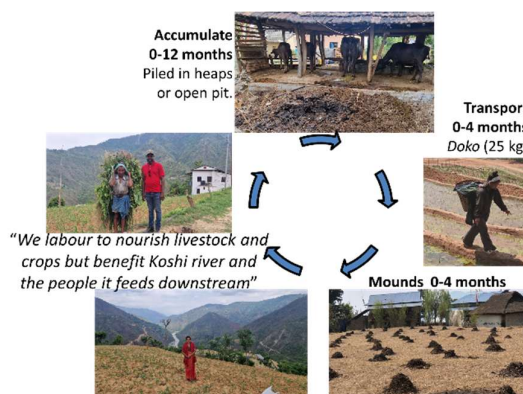 Accumulate
0-12 months
Piled in heaps
or open pit.
Transpor
0-4 months
Doko (25 kg
Mounds 0-4 months
“We labour to nourish livestock and
crops but benefit Koshi river and
the people it feeds downstream”